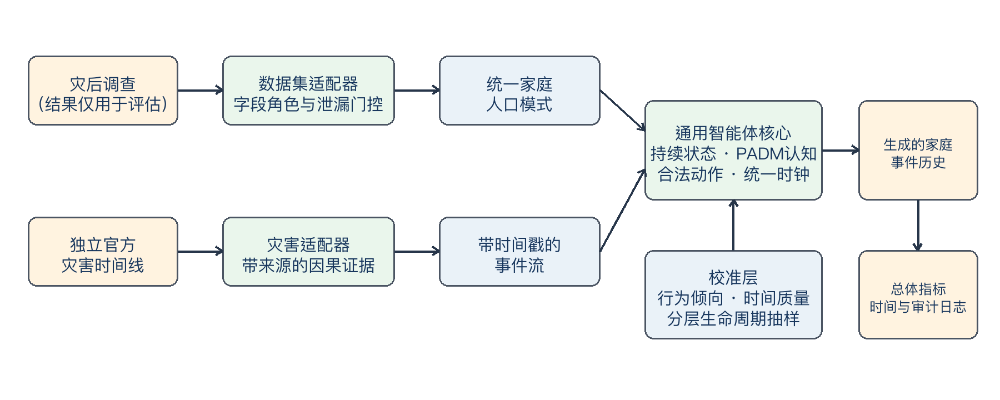 灾后调查
(结果仅用于评估)
数据集适配器
字段角色与泄漏门控
统一家庭
人口模式
通用智能体核心
持续状态 · PADM认知
合法动作 · 统一时钟
生成的家庭
事件历史
独立官方
灾害时间线
灾害适配器
带来源的因果证据
带时间戳的
事件流
校准层
行为倾向 · 时间质量
分层生命周期抽样
总体指标
时间与审计日志